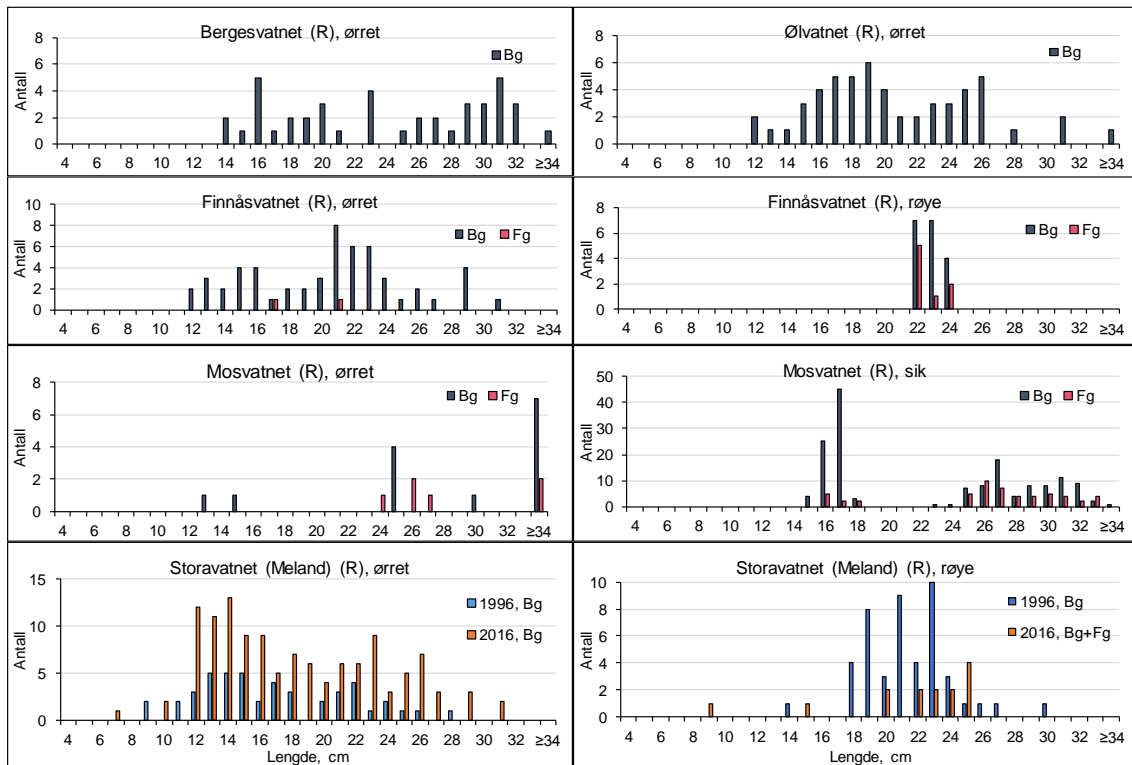 Bergesvatnet (R), ørret
Antall
Bg
8
6
4
2
0
4 6 8 10 12 14 16 18 20 22 24 26 28 30 32 ≥34
Ølvatnet (R), ørret
Antall
Bg
8
6
4
2
0
4 6 8 10 12 14 16 18 20 22 24 26 28 30 32 ≥34
Finnåsvatnet (R), ørret
Antall
Bg Fg
10
8
6
4
2
0
4 6 8 10 12 14 16 18 20 22 24 26 28 30 32 ≥34
Finnåsvatnet (R), røye
Antall
Bg Fg
8
6
4
2
0
4 6 8 10 12 14 16 18 20 22 24 26 28 30 32 ≥34
Mosvatnet (R), ørret
Antall
Bg Fg
8
6
4
2
0
4 6 8 10 12 14 16 18 20 22 24 26 28 30 32 ≥34
Mosvatnet (R), sik
Antall
Bg Fg
50
40
30
20
10
0
4 6 8 10 12 14 16 18 20 22 24 26 28 30 32 ≥34
Storavatnet (Meland) (R), ørret
Antall
1996, Bg
2016, Bg
15
10
5
0
4 6 8 10 12 14 16 18 20 22 24 26 28 30 32 ≥34
Lengde, cm
Storavatnet (Meland) (R), røye
Antall
1996, Bg
2016, Bg+Fg
10
8
6
4
2
0
4 6 8 10 12 14 16 18 20 22 24 26 28 30 32 ≥34
Lengde, cm